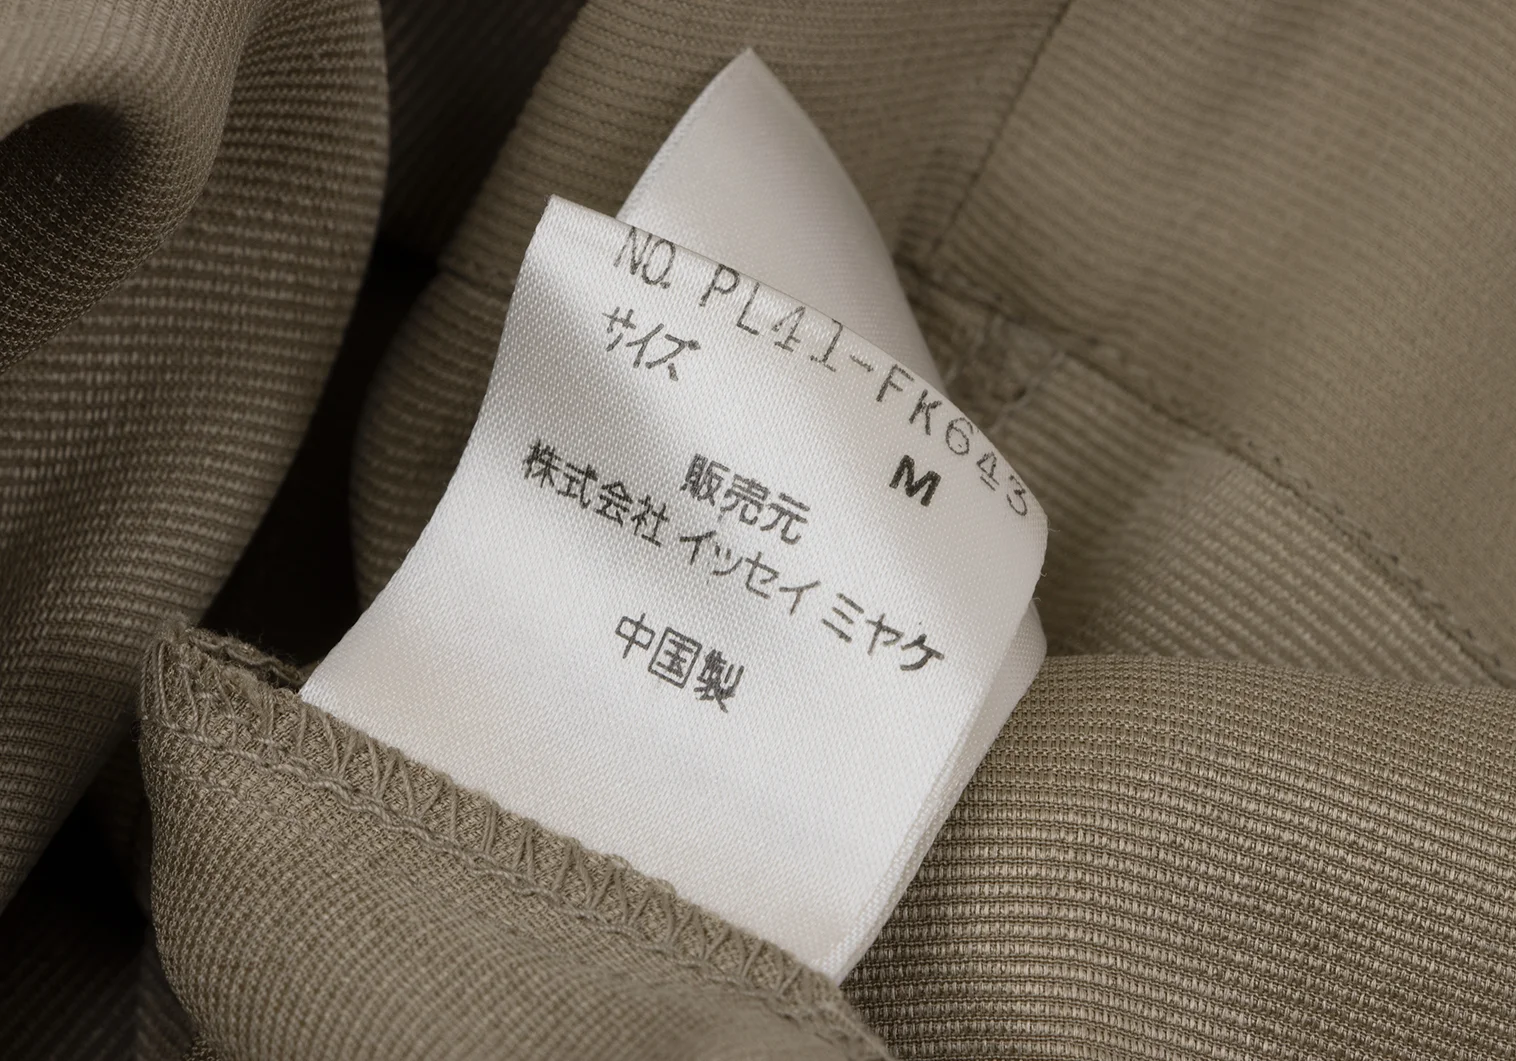 NO. PL41-FK643
サイズ M
販売元
株式会社 イッセイ ミヤケ
中国製